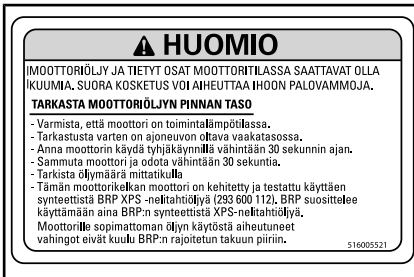 HUOMIO
MOOTTORIÖLJY JA TIETYT OSAT MOOTTORITILASSA SAATTAVAT OLLA
KUUMIA. SUORA KOSKETUS VOI AIHEUTTAA IHOON PALOVAMMOJA.
TARKASTA MOOTTORIÖLJYN PINNAN TASO
- Varmista, että moottori on toimintalämpötilassa.
- Tarkastusta varten on ajoneuvon oltava vaakatasossa.
- Anna moottorin käydä tyhjäkäynnillä vähintään 30 sekunnin ajan.
- Sammuta moottori ja odota vähintään 30 sekuntia.
- Tarkista öljymäärä mittatikulla
- Tämän moottorikelkan moottori on kehitetty ja testattu käyttäen
synteettistä BRP XPS -nelitahtiöljyä (293 600 112). BRP suosittelee
käyttämään aina BRP:n synteettistä XPS-nelitahtiöljyä.
Moottorille sopimattoman öljyn käytöstä aiheutuneet
vahingot eivät kuulu BRP:n rajoitetun takuun piiriin.
516005521